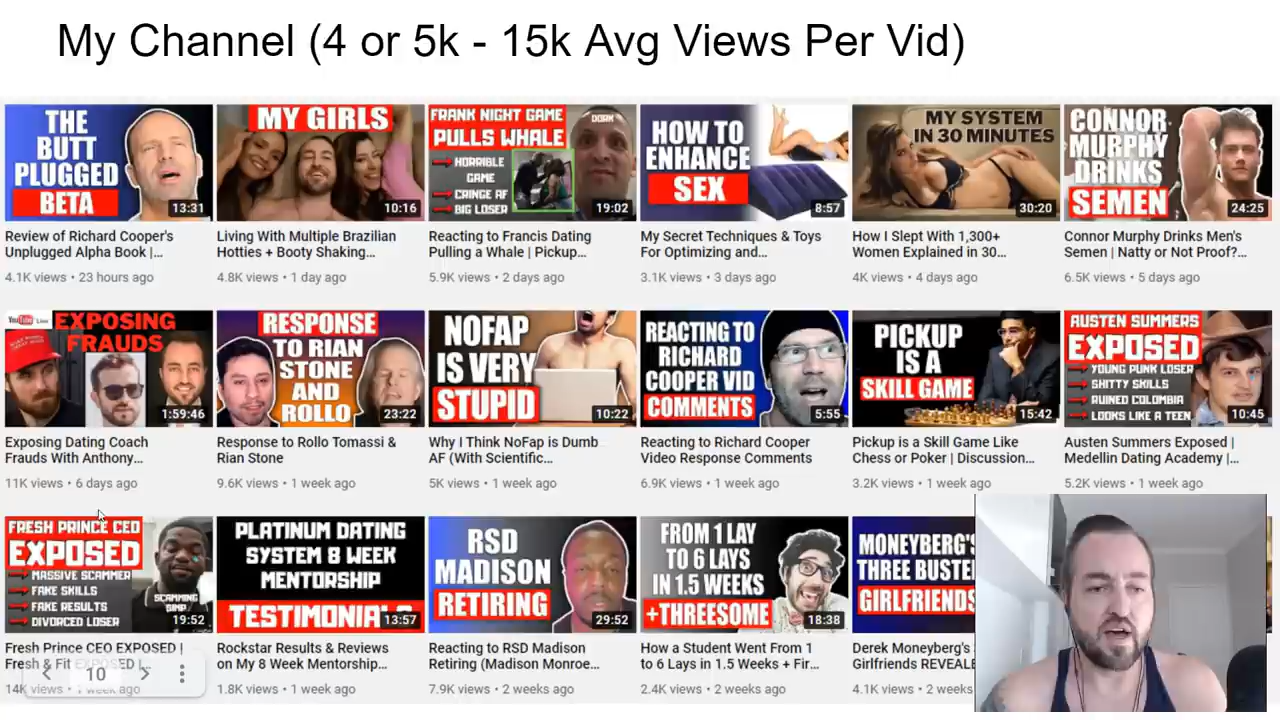 My Channel (4 or 5k - 15k Avg Views Per Vid)
THE
BUTT
PLUGGED
BETA
13:31
Review of Richard Cooper's
Unplugged Alpha Book |...
4.1K views • 23 hours ago
MY GIRLS
10:16
Living With Multiple Brazilian
Hotties + Booty Shaking...
4.8K views • 1 day ago
FRANK NIGHT GAME
PULLS WHALE
DORK
HORRIBLE
GAME
CRINGE AF
BIG LOSER
19:02
Reacting to Francis Dating
Pulling a Whale | Pickup...
5.9K views • 2 days ago
HOW TO
ENHANCE
SEX
8:57
My Secret Techniques & Toys
For Optimizing and...
3.1K views • 3 days ago
MY SYSTEM
IN 30 MINUTES
30:20
How I Slept With 1,300+
Women Explained in 30...
4K views • 4 days ago
CONNOR
MURPHY
DRINKS
SEMEN
24:25
Connor Murphy Drinks Men's
Semen | Natty or Not Proof?...
6.5K views • 5 days ago
YouTube Live
EXPOSING
FRAUDS
1:59:46
Exposing Dating Coach
Frauds With Anthony...
11K views • 6 days ago
RESPONSE
TO RIAN
STONE
AND
ROLLO
23:22
Response to Rollo Tomassi &
Rian Stone
9.6K views • 1 week ago
NOFAP
IS VERY
STUPID
10:22
Why I Think NoFap is Dumb
AF (With Scientific...
5K views • 1 week ago
REACTING TO
RICHARD
COOPER VID
COMMENTS
5:55
Reacting to Richard Cooper
Video Response Comments
6.9K views • 1 week ago
PICKUP
IS A
SKILL GAME
15:42
Pickup is a Skill Game Like
Chess or Poker | Discussion...
3.2K views • 1 week ago
AUSTEN SUMMERS
EXPOSED
YOUNG PUNK LOSER
SHITTY SKILLS
RUINED COLOMBIA
LOOKS LIKE A TEEN
10:45
Austen Summers Exposed |
Medellin Dating Academy |...
5.2K views • 1 week ago
FRESH PRINCE CEO
EXPOSED
MASSIVE SCAMMER
FAKE SKILLS
FAKE RESULTS
DIVORCED LOSER
SCAMMING
19:52
Fresh Prince CEO EXPOSED |
Fresh & Fit EXPOSED |...
14K views • 1 week ago
10
PLATINUM DATING
SYSTEM 8 WEEK
MENTORSHIP
TESTIMONIALS
13:57
Rockstar Results & Reviews
on My 8 Week Mentorship...
1.8K views • 1 week ago
RSD
MADISON
RETIRING
29:52
Reacting to RSD Madison
Retiring (Madison Monroe...
7.9K views • 2 weeks ago
FROM 1 LAY
TO 6 LAYS
IN 1.5 WEEKS
+THREESOME
18:38
How a Student Went From 1
to 6 Lays in 1.5 Weeks + Fir...
2.4K views • 2 weeks ago
MONEYBERG'S
THREE BUSTE
GIRLFRIENDS
Derek Moneyberg's
Girlfriends REVEALE
4.1K views • 2 weeks